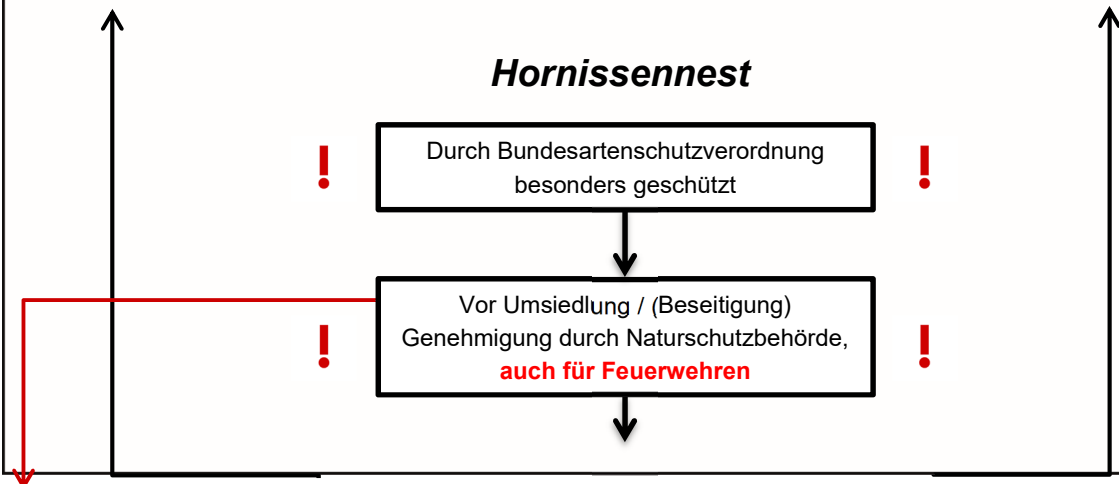 Hornissennest
! Durch Bundesartenschutzverordnung !
besonders geschützt
Vor Umsiedlung / (Beseitigung)
! Genehmigung durch Naturschutzbehörde, !
auch für Feuerwehren